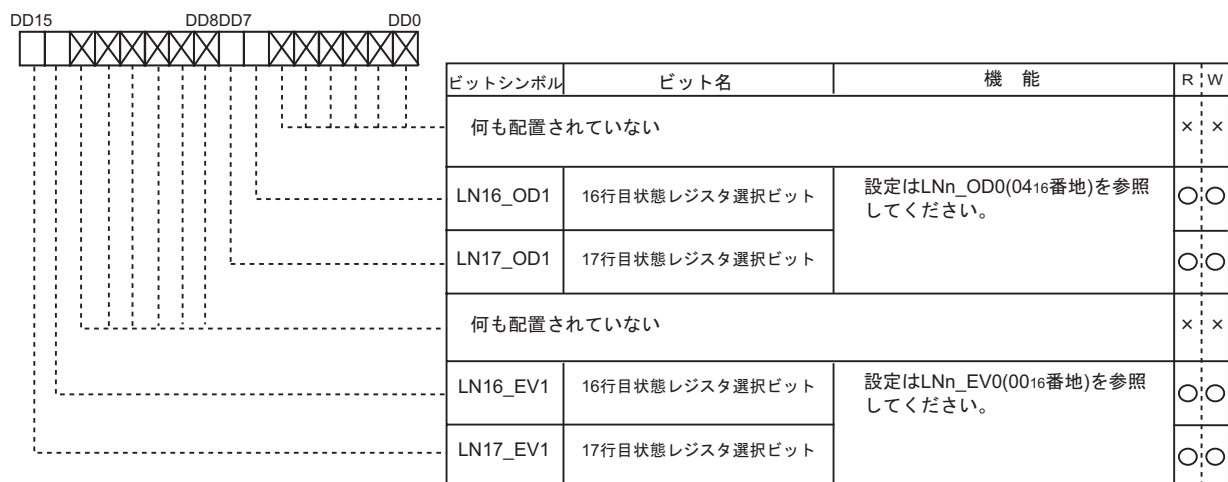 DD15 DD8DD7 DD0
ビットシンボル ビット名 機 能 R W
何も配置されていない × ×
LN16_OD1 16行目状態レジスタ選択ビット 設定はLNn_OD0(0416番地)を参照
してください。 ○ ○
LN17_OD1 17行目状態レジスタ選択ビット ○ ○
何も配置されていない × ×
LN16_EV1 16行目状態レジスタ選択ビット 設定はLNn_EV0(0016番地)を参照
してください。 ○ ○
LN17_EV1 17行目状態レジスタ選択ビット ○ ○